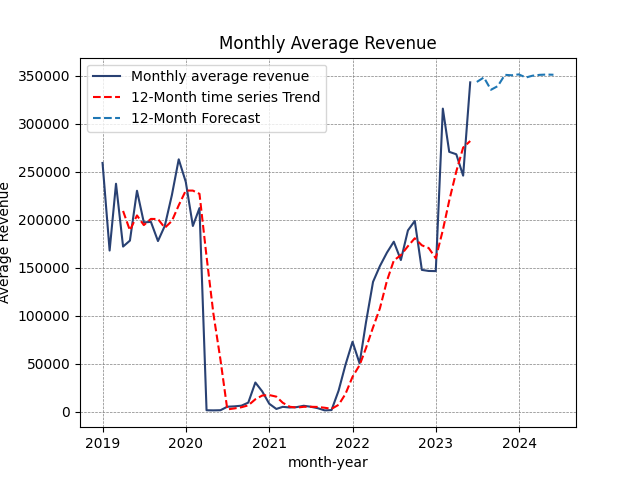 Monthly Average Revenue
Monthly average revenue
12-Month time series Trend
12-Month Forecast
350000
300000
250000
200000
150000
100000
50000
0
Average Revenue
2019 2020 2021 2022 2023 2024
month-year